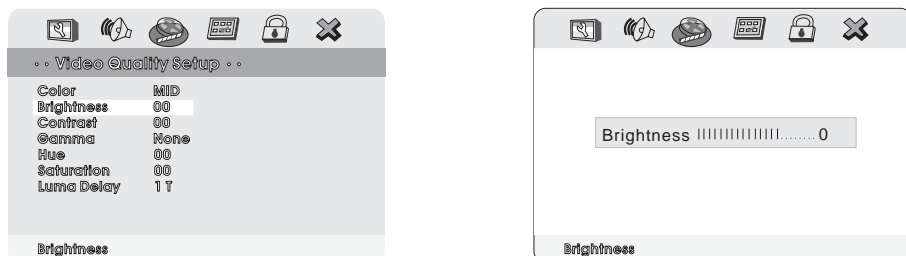 • • Video Quality Setup • •
Color MID
Brightness 00
Contrast 00
Gamma None
Hue 00
Saturation 00
Luma Delay 1 T
Brightness
Brightness IIIIIIIIIIIIIII........ 0
Brightness